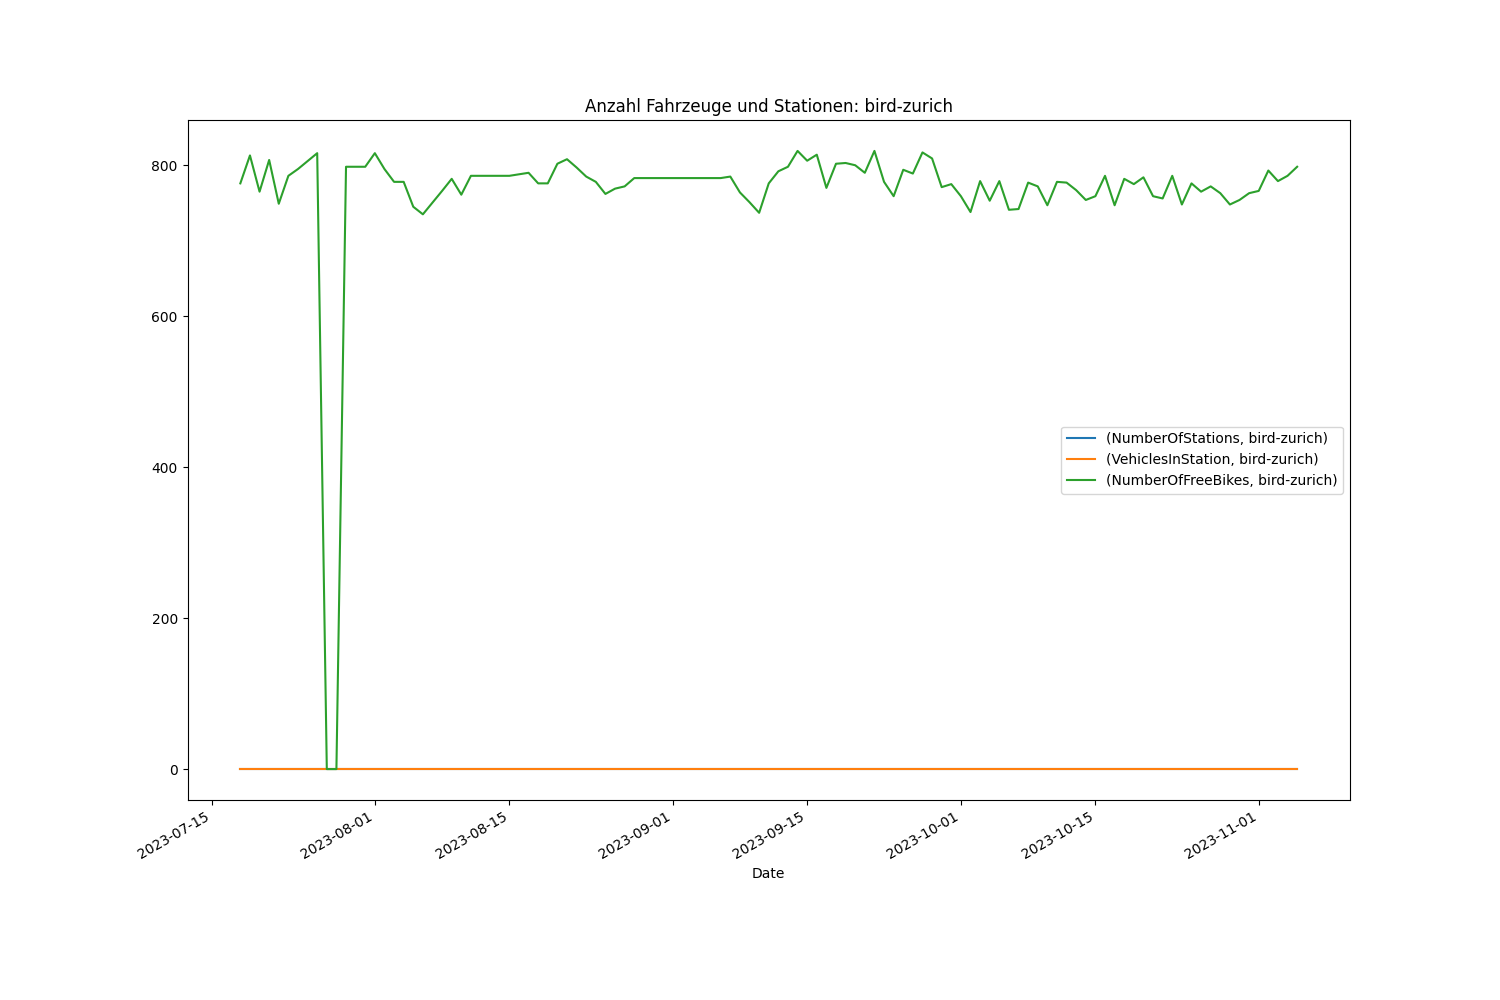 Anzahl Fahrzeuge und Stationen: bird-zurich
800
600
400
200
0
(NumberOfStations, bird-zurich)
(VehiclesInStation, bird-zurich)
(NumberOfFreeBikes, bird-zurich)
2023-07-15
2023-08-01
2023-08-15
2023-09-01
2023-09-15
2023-10-01
2023-10-15
2023-11-01
Date